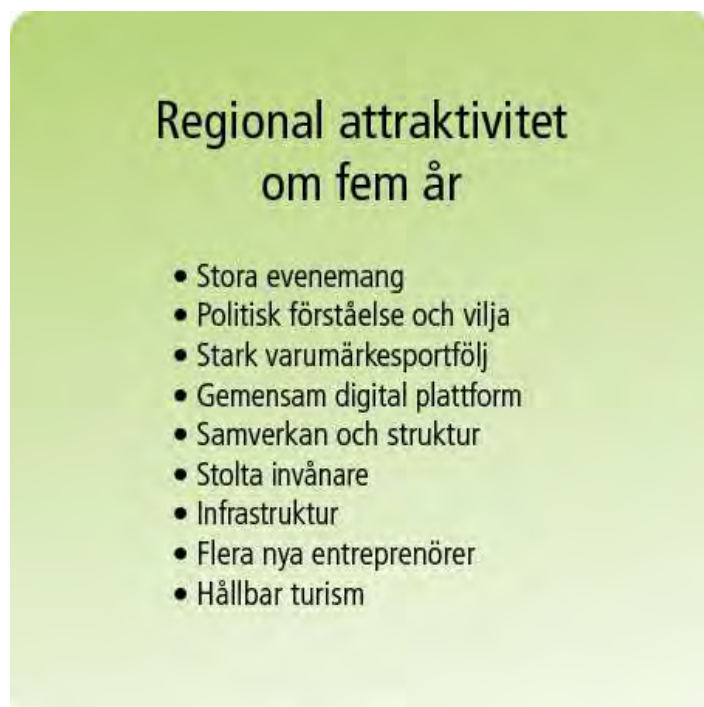 Regional attraktivitet
om fem år
• Stora evenemang
• Politisk förståelse och vilja
• Stark varumärkesportfölj
• Gemensam digital plattform
• Samverkan och struktur
• Stolta invånare
• Infrastruktur
• Flera nya entreprenörer
• Hållbar turism